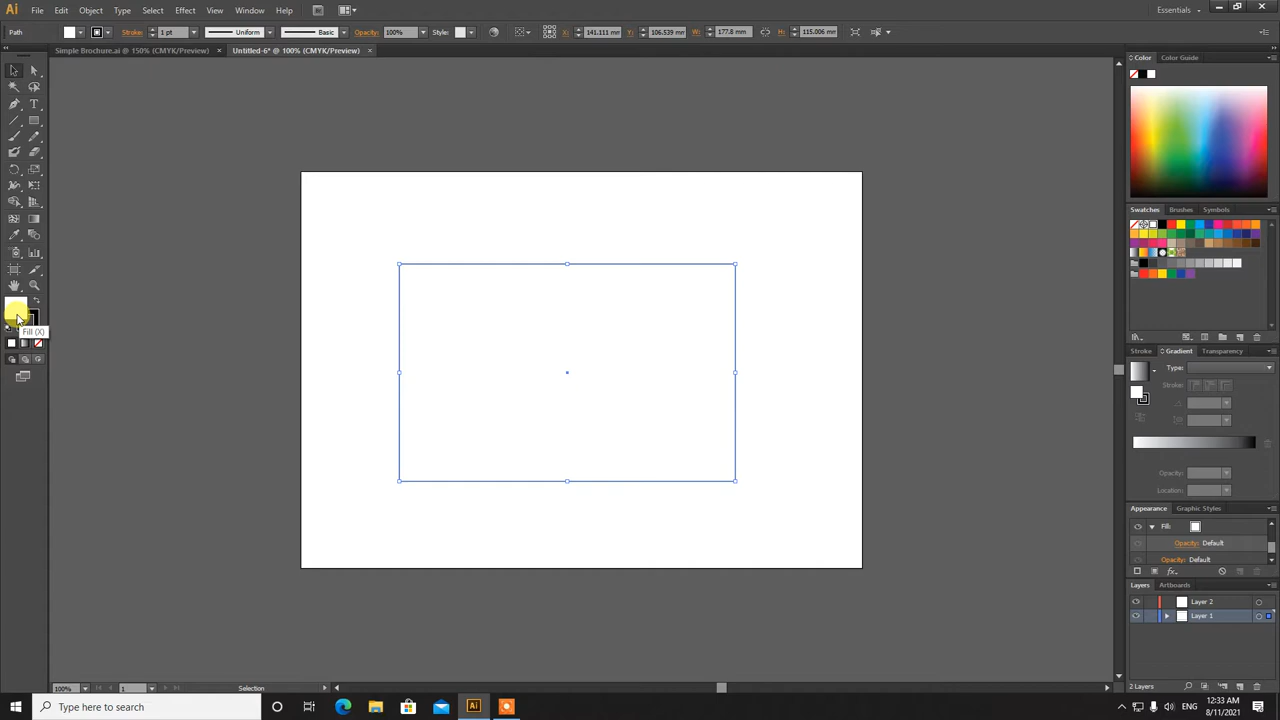 Ai File Edit Object Type Select Effect View Window Help Br Essentials
Path Stroke: 1 pt Uniform Basic Opacity: 100% Style: X: 141.111 mm Y: 106.539 mm W: 177.8 mm H: 115.006 mm
Simple Brochure.ai @ 150% (CMYK/Preview) Untitled-6* @ 100% (CMYK/Preview)
Color Color Guide
Swatches Brushes Symbols
Fill (X)
Stroke Gradient Transparency
Type:
Stroke:
Opacity:
Location:
Appearance Graphic Styles
Fill:
Opacity: Default
Opacity: Default
Layers Artboards
Layer 2
Layer 1
2 Layers
100% 1 Selection
Type here to search
Ai
ENG
12:33 AM
8/11/2021